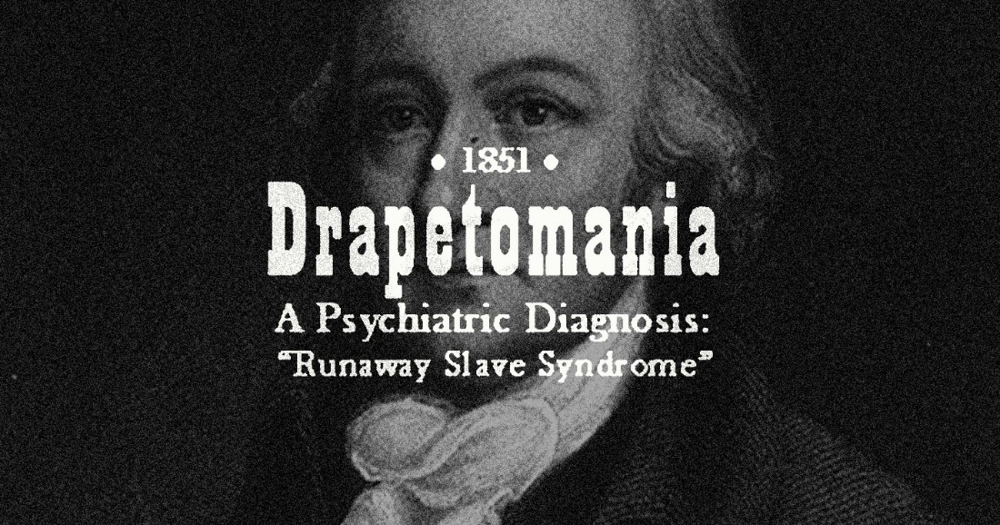 • 1851 •
Drapetomania
A Psychiatric Diagnosis:
“Runaway Slave Syndrome”